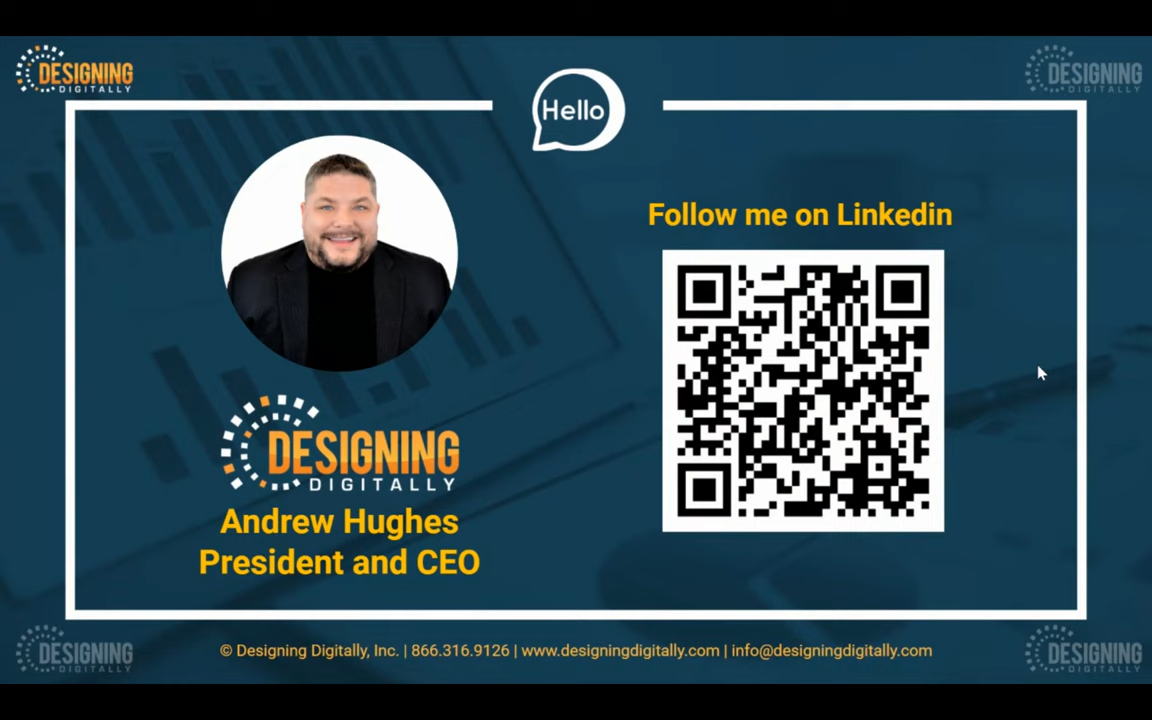 DESIGNING
DIGITALLY
DESIGNING
DIGITALLY
Hello
Follow me on Linkedin
DESIGNING
DIGITALLY
Andrew Hughes
President and CEO
© Designing Digitally, Inc. | 866.316.9126 | www.designingdigitally.com | info@designingdigitally.com
DESIGNING
DIGITALLY
DESIGNING
DIGITALLY